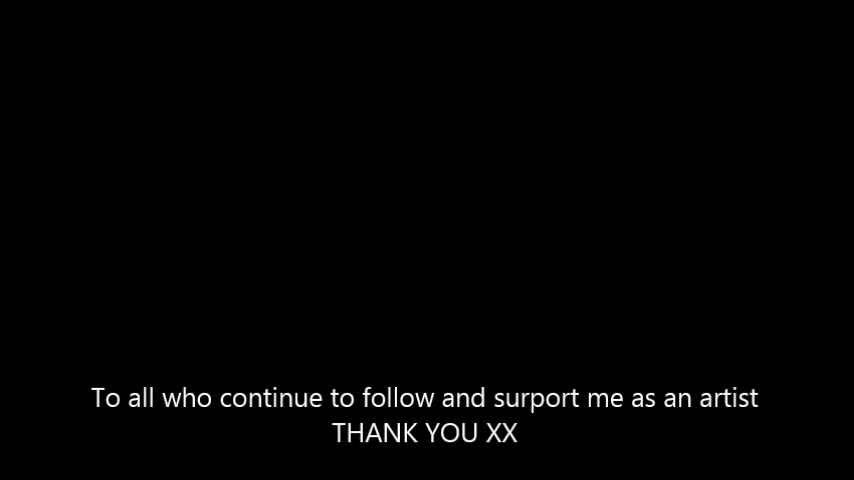 To all who continue to follow and surport me as an artist
THANK YOU XX